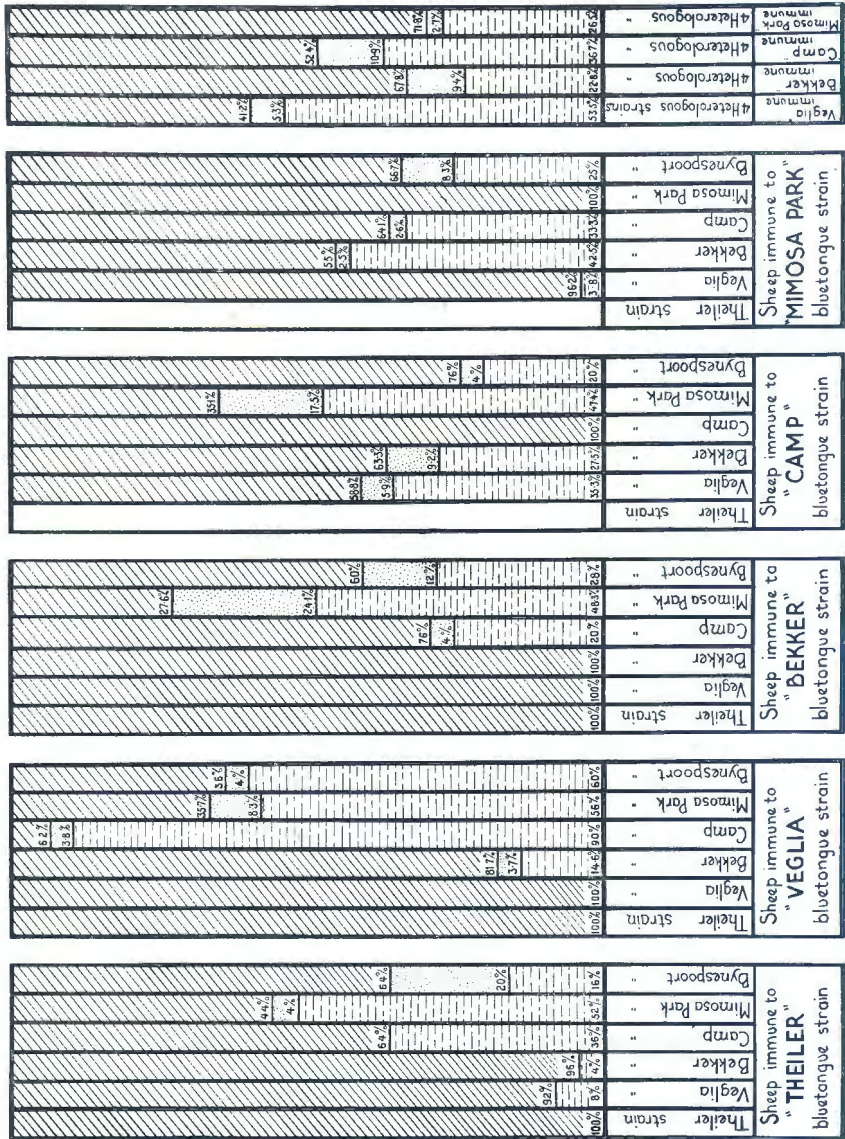 Mimosa Park immune 4 Heterologous " 2.7% 71.8%
Camp immune 4 Heterologous " 36.7% 10.9% 52.4%
Bekker immune 4 Heterologous " 22.8% 9.4% 67.8%
Veglia immune 4 Heterologous strains 53.5% 5.3% 41.2%
Bynespoort " 25% 8.3% 66.7%
Mimosa Park " 100%
Camp " 33.3% 2.6% 64.1%
Bekker " 42.5% 2.5% 55%
Veglia " 3.8% 96.2%
Theiler strain
Sheep immune to
"MIMOSA PARK"
bluetongue strain
Bynespoort " 20% 4% 76%
Mimosa Park " 47.4% 17.5% 35.1%
Camp " 100%
Bekker " 27.3% 9.2% 63.5%
Veglia " 35.3% 5.9% 58.8%
Theiler strain
Sheep immune to
"CAMP"
bluetongue strain
Bynespoort " 28% 12% 60%
Mimosa Park " 48.3% 24.1% 27.6%
Camp " 20% 4% 76%
Bekker " 100%
Veglia " 100%
Theiler strain 100%
Sheep immune to
"BEKKER"
bluetongue strain
Bynespoort " 60% 4% 36%
Mimosa Park " 56% 8.3% 35.7%
Camp " 90% 3.8% 6.2%
Bekker " 14.6% 3.7% 81.7%
Veglia " 100%
Theiler strain 100%
Sheep immune to
"VEGLIA"
bluetongue strain
Bynespoort " 16% 20% 64%
Mimosa Park " 52% 4% 44%
Camp " 36% 64%
Bekker " 4% 96%
Veglia " 8% 92%
Theiler strain 100%
Sheep immune to
"THEILER"
bluetongue strain